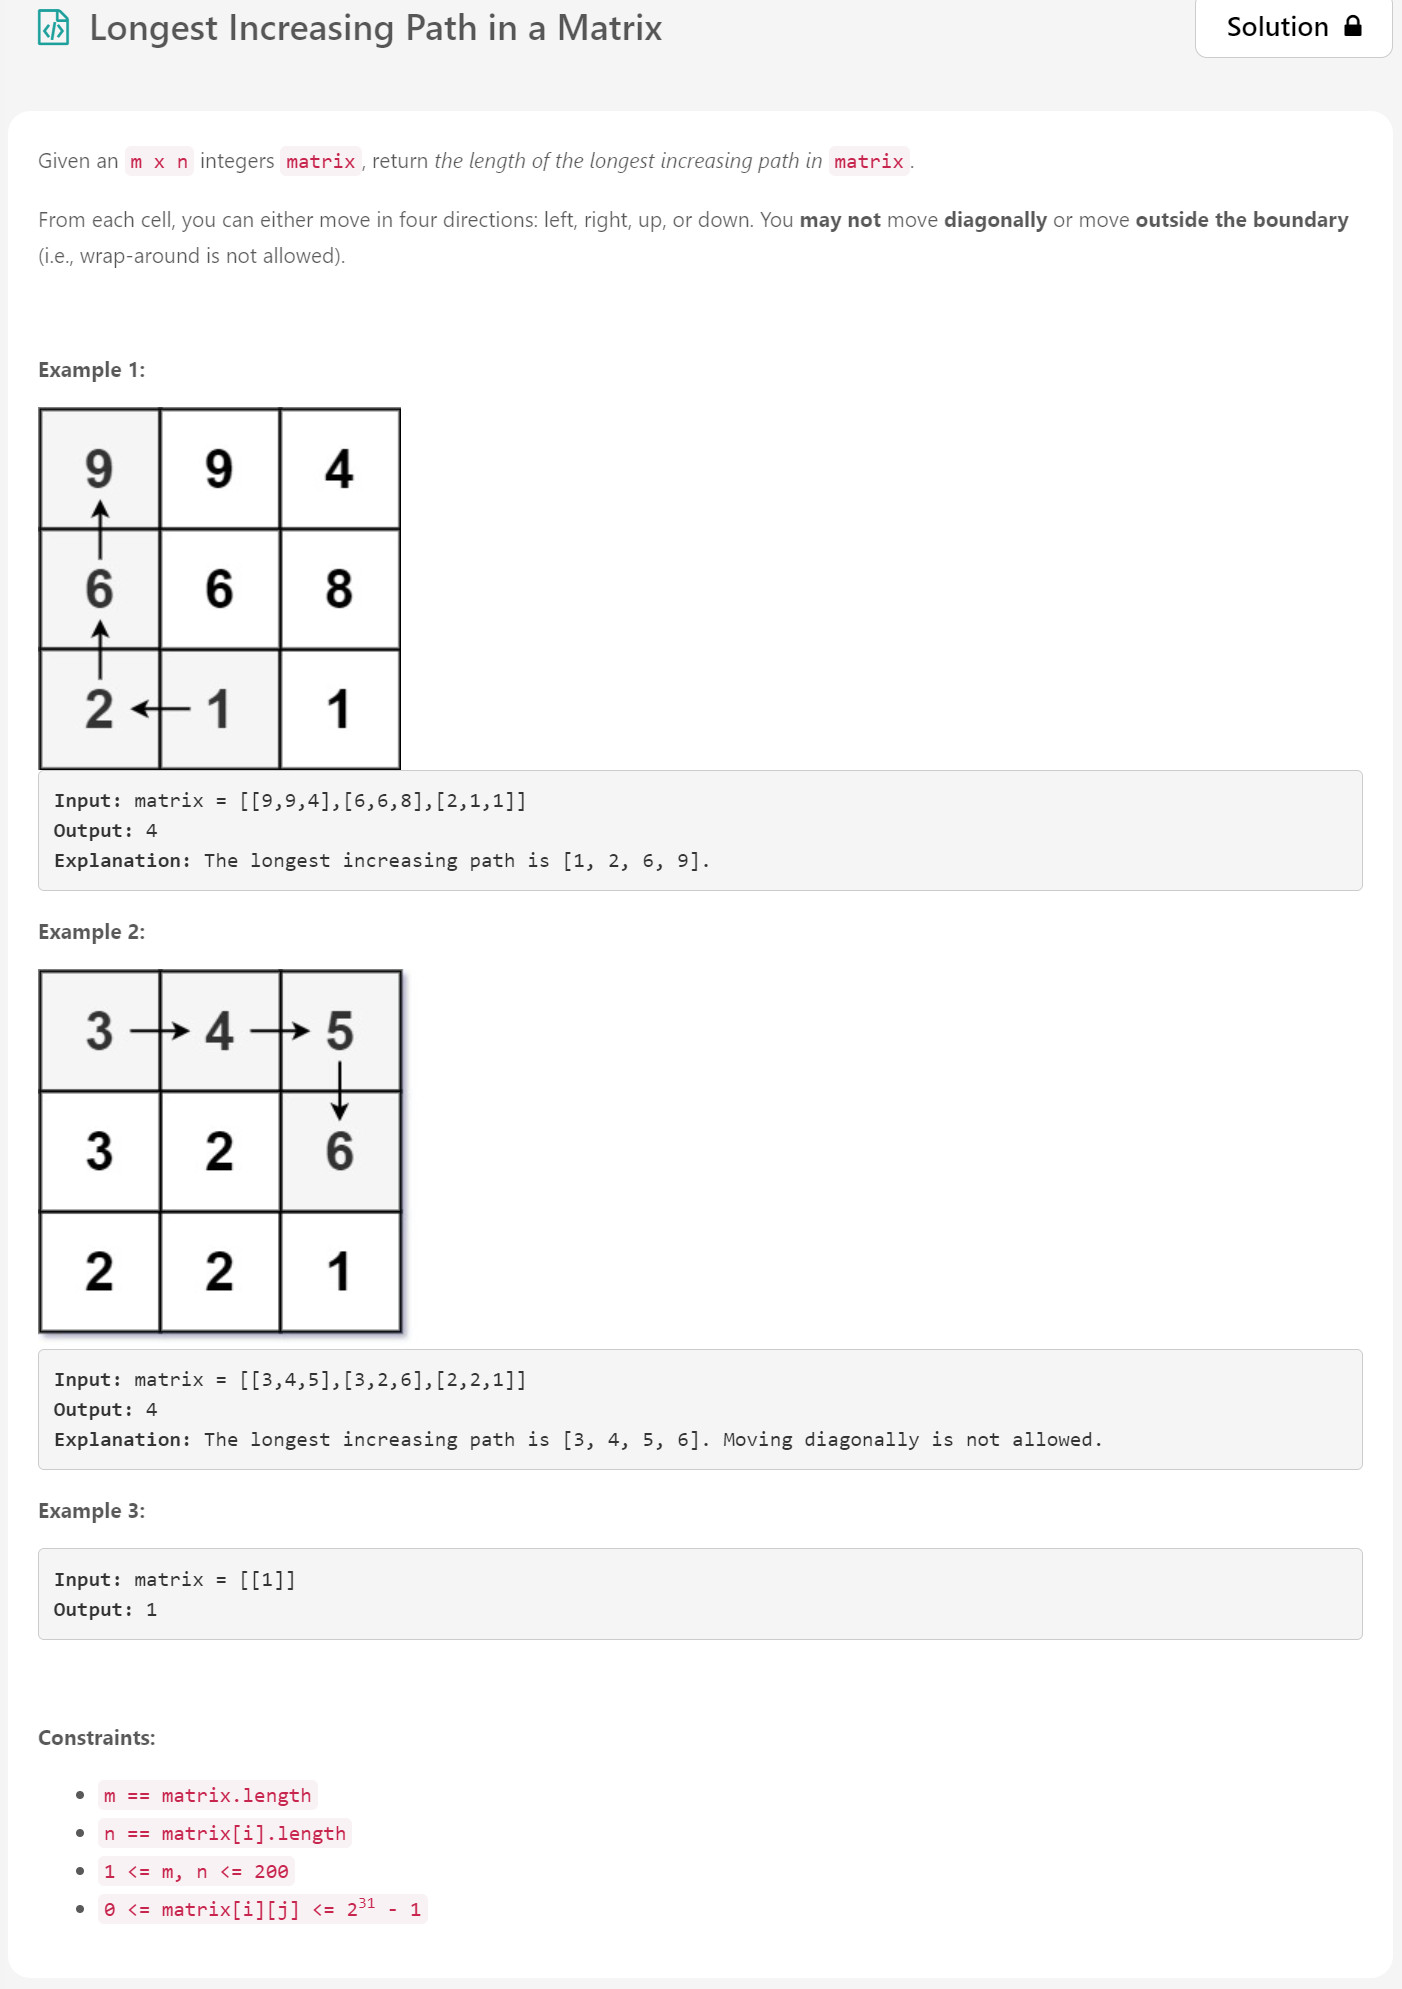 Longest Increasing Path in a Matrix
Solution
Given an m x n integers matrix, return the length of the longest increasing path in matrix.
From each cell, you can either move in four directions: left, right, up, or down. You may not move diagonally or move outside the boundary
(i.e., wrap-around is not allowed).
Example 1:
9 9 4
6 6 8
2 1 1
Input: matrix = [[9,9,4],[6,6,8],[2,1,1]]
Output: 4
Explanation: The longest increasing path is [1, 2, 6, 9].
Example 2:
3 4 5
3 2 6
2 2 1
Input: matrix = [[3,4,5],[3,2,6],[2,2,1]]
Output: 4
Explanation: The longest increasing path is [3, 4, 5, 6]. Moving diagonally is not allowed.
Example 3:
Input: matrix = [[1]]
Output: 1
Constraints:
m == matrix.length
n == matrix[i].length
1 <= m, n <= 200
0 <= matrix[i][j] <= 2³¹ - 1